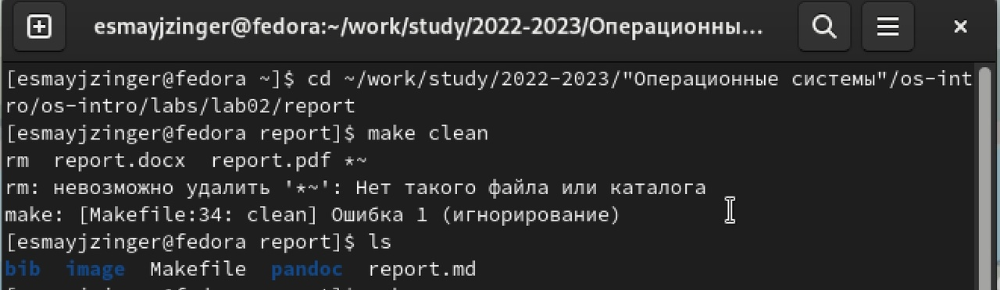 esmayjzinger@fedora:~/work/study/2022-2023/Операционны...
[esmayjzinger@fedora ~]$ cd ~/work/study/2022-2023/"Операционные системы"/os-int
ro/os-intro/labs/lab02/report
[esmayjzinger@fedora report]$ make clean
rm  report.docx  report.pdf *~
rm: невозможно удалить '*~': Нет такого файла или каталога
make: [Makefile:34: clean] Ошибка 1 (игнорирование)
[esmayjzinger@fedora report]$ ls
bib  image  Makefile  pandoc  report.md